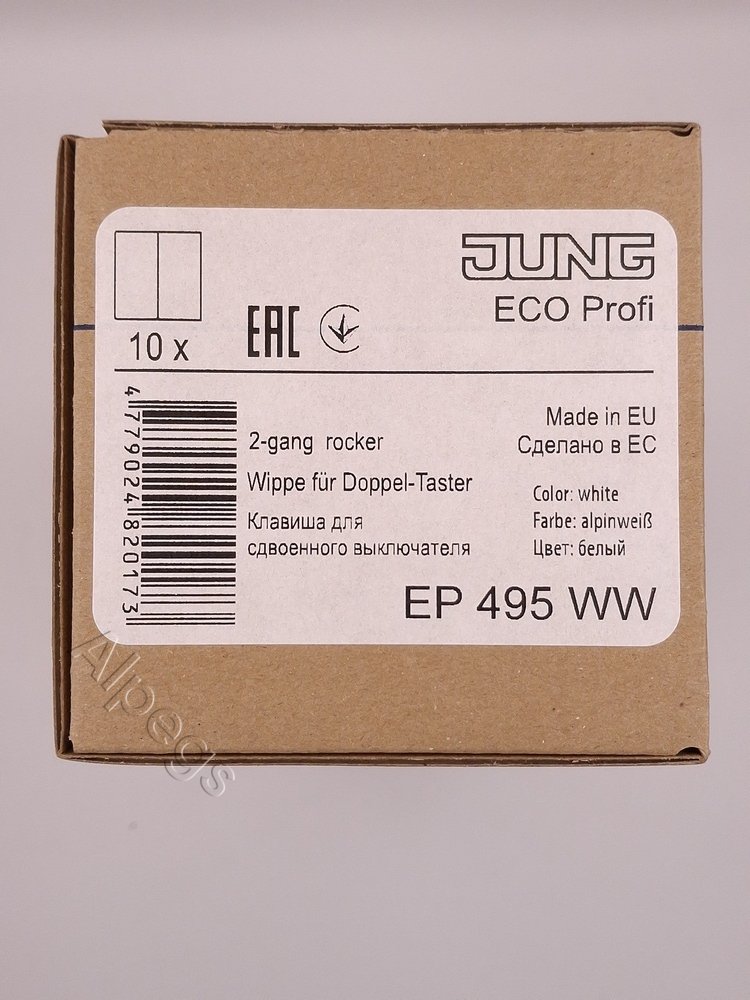 JUNG
ECO Profi
10 x
EAC
4 779024 820173
Made in EU
Сделано в ЕС
2-gang rocker
Wippe für Doppel-Taster
Клавиша для
сдвоенного выключателя
Color: white
Farbe: alpinweiß
Цвет: белый
EP 495 WW
Alpegs